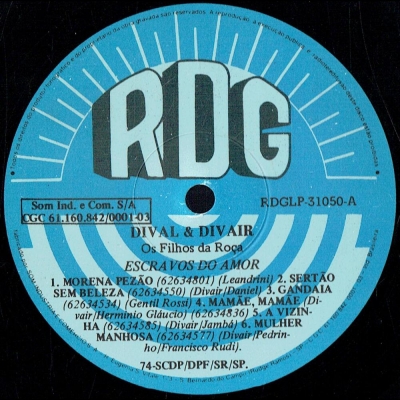 RDG
Som Ind. e Com. S/A
CGC 61.160.842/0001-03
RDGLP-31050-A
DIVAL & DIVAIR
Os Filhos da Roça
ESCRAVOS DO AMOR
1. MORENA PEZÃO (62634801) (Leandrini) 2. SERTÃO
SEM BELEZA (62634550) (Divair/Daniel) 3. GANDAIA
(62634534) (Gentil Rossi) 4. MAMÃE, MAMÃE (Di-
vair/Hermínio Gláucio) (62634836) 5. A VIZIN-
HA (62634585) (Divair/Jambá) 6. MULHER
MANHOSA (62634577) (Divair/Pedrin-
ho/Francisco Rudi).
74-SCDP/DPF/SR/SP.